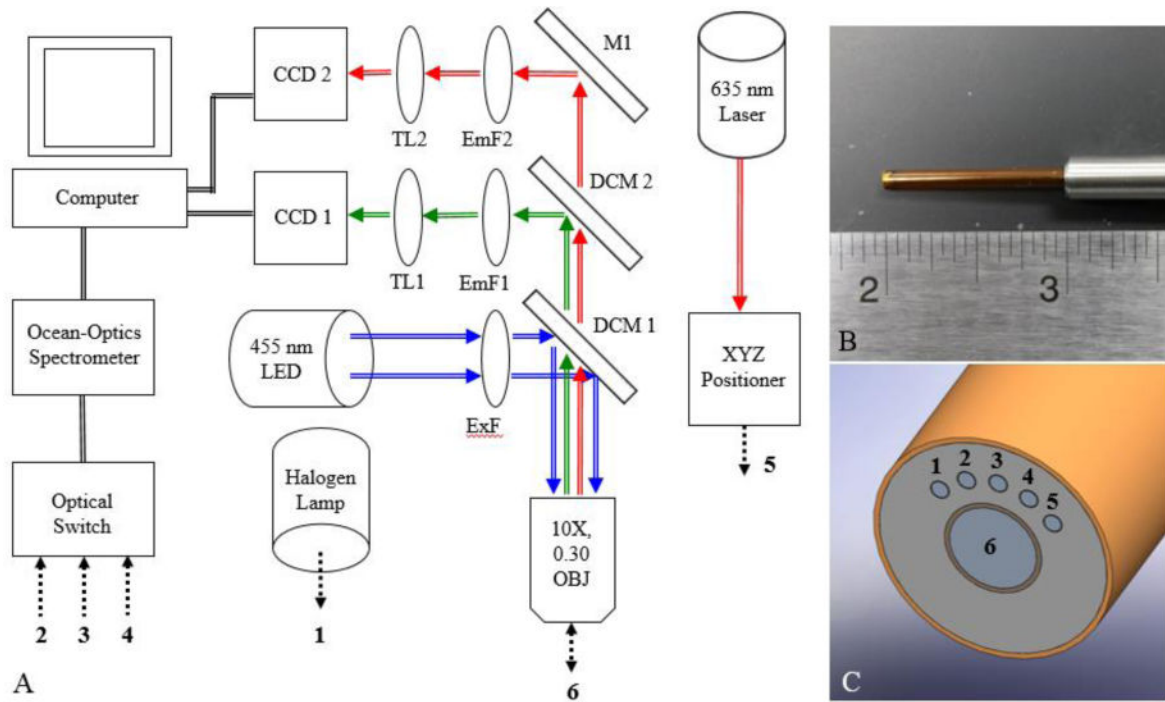 M1
CCD 2
635 nm
Laser
TL2
EmF2
Computer
CCD 1
DCM 2
TL1
EmF1
2
3
B
Ocean-Optics
Spectrometer
455 nm
LED
DCM 1
XYZ
Positioner
ExF
Optical
Switch
Halogen
Lamp
10X,
0.30
OBJ
5
1
2
3
4
5
6
2
3
4
1
6
A
C